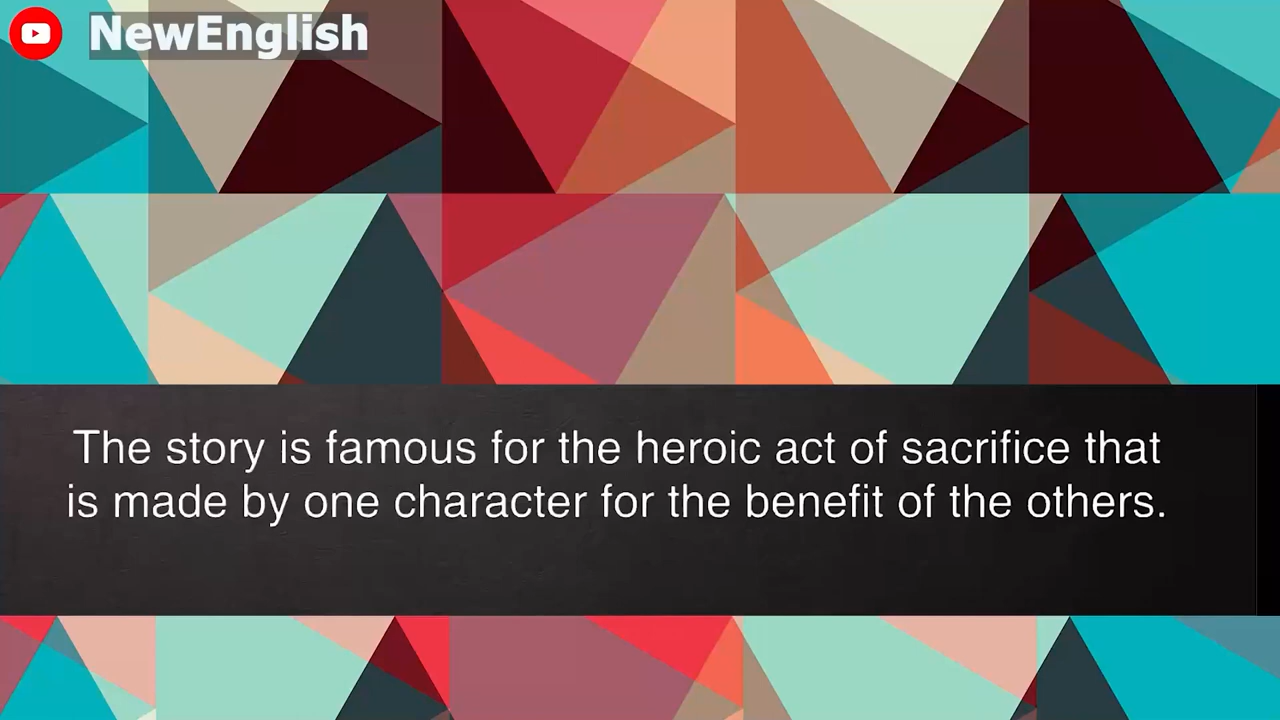 NewEnglish
The story is famous for the heroic act of sacrifice that
is made by one character for the benefit of the others.